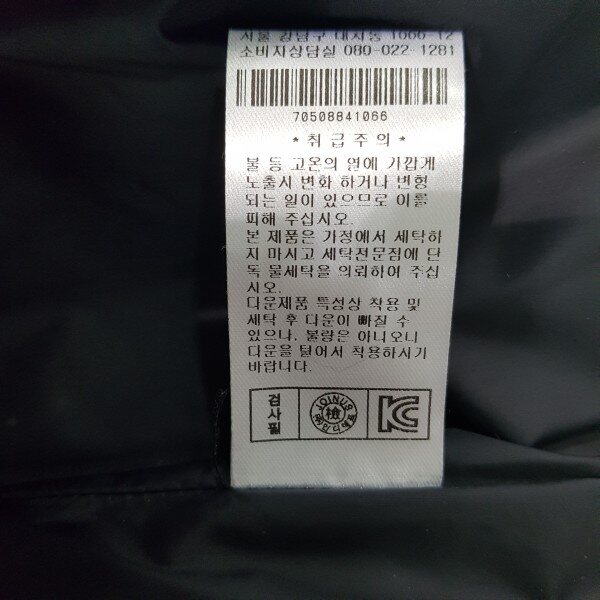 서울 강남구 대치동 1066-12
소비자상담실 080-022-1281
70508841066
* 취급주의 *
불 등 고온의 열에 가깝게
노출시 변화 하거나 변형
되는 일이 있으므로 이를
피해 주십시오.
본 제품은 가정에서 세탁하
지 마시고 세탁전문점에 단
독 물세탁을 의뢰하여 주십
시오.
다운제품 특성상 착용 및
세탁 후 다운이 빠질 수
있으나, 불량은 아니오니
다운을 털어서 착용하시기
바랍니다.
검사필
JOINUS
檢
KC